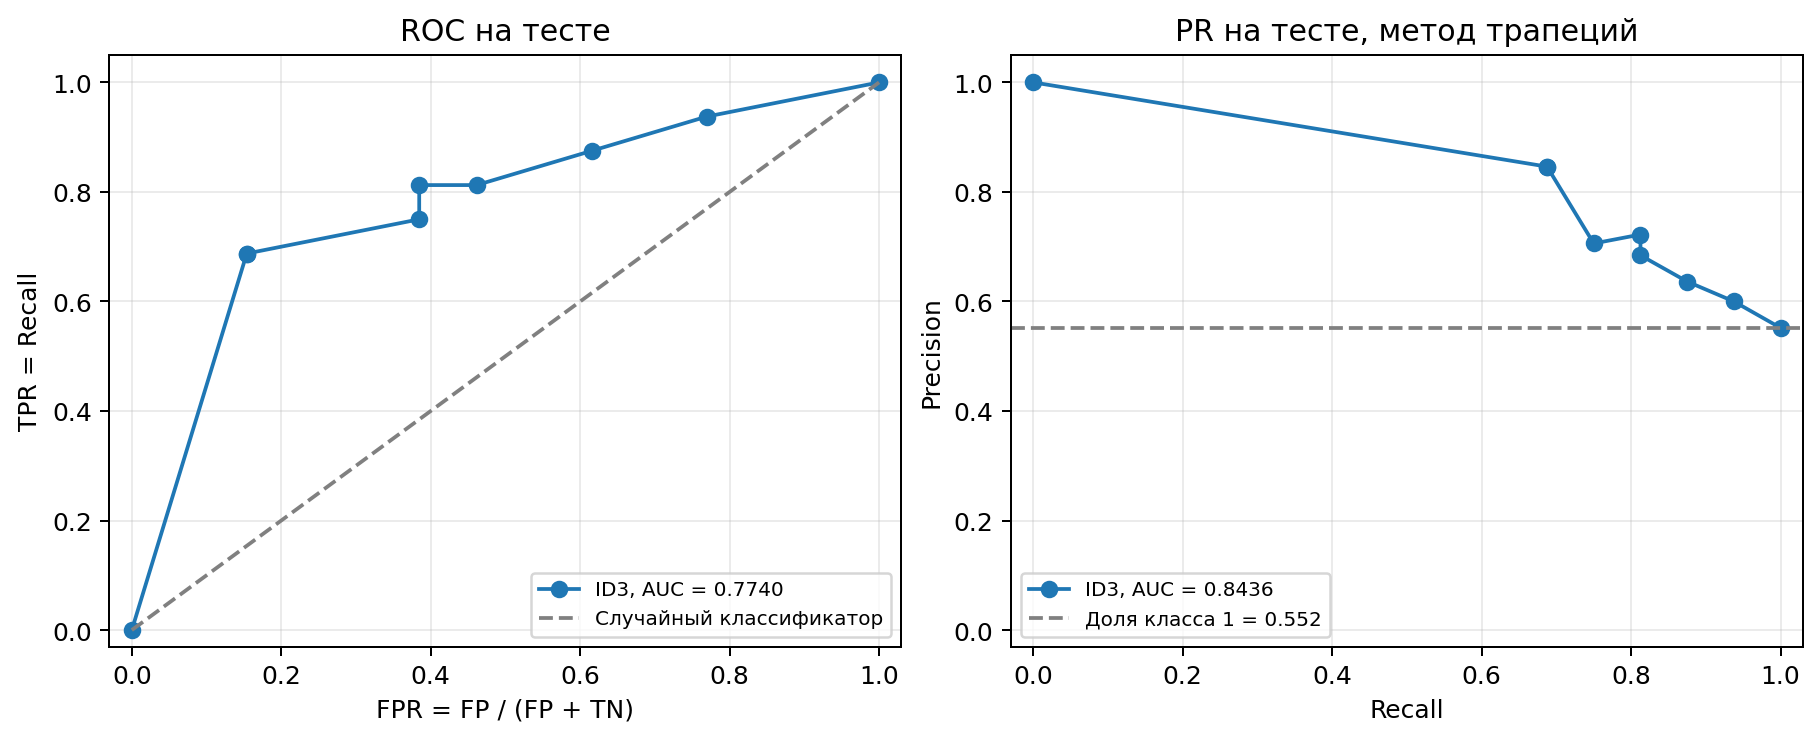 ROC на тесте
TPR = Recall
1.0
0.8
0.6
0.4
0.2
0.0
0.0 0.2 0.4 0.6 0.8 1.0
FPR = FP / (FP + TN)
ID3, AUC = 0.7740
Случайный классификатор
PR на тесте, метод трапеций
Precision
1.0
0.8
0.6
0.4
0.2
0.0
0.0 0.2 0.4 0.6 0.8 1.0
Recall
ID3, AUC = 0.8436
Доля класса 1 = 0.552